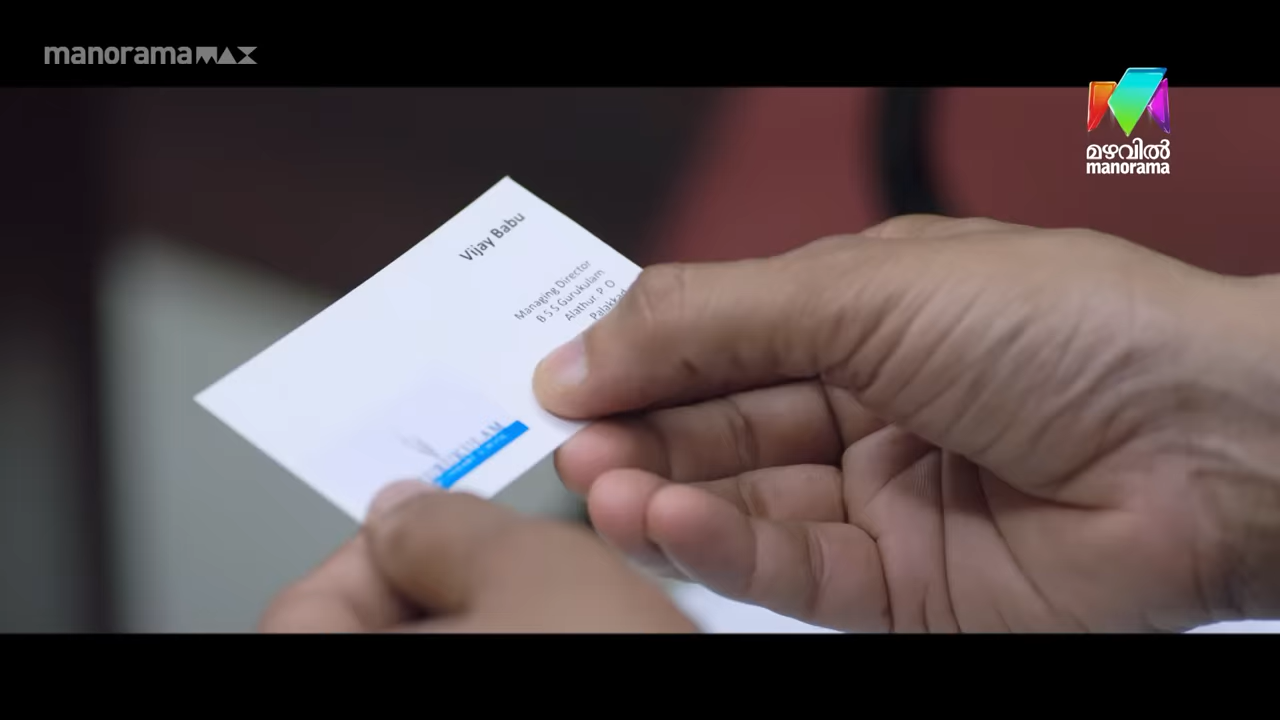 manoramaMAX
മഴവിൽ
manorama
Vijay Babu
Managing Director
B S S Gurukulam
Alathur. P O
Palakkad